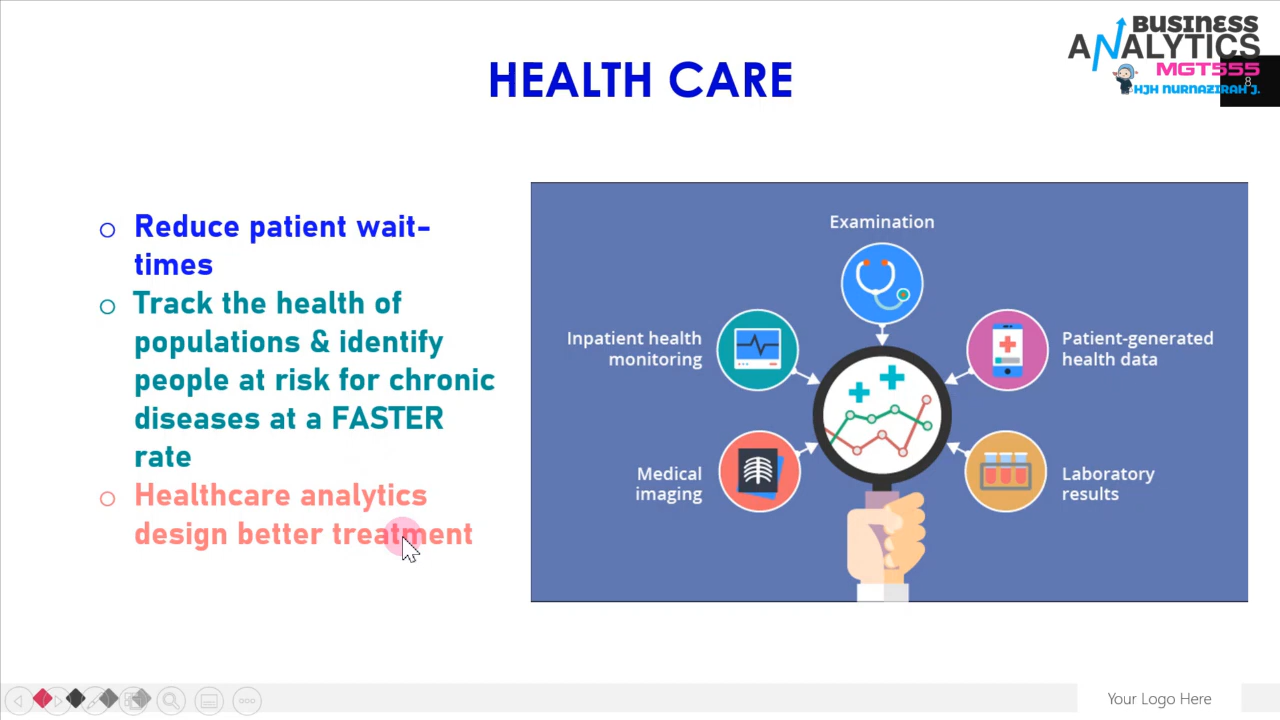 BUSINESS
ANALYTICS
MGT555
HJH NURNAZIRAH J.
8
HEALTH CARE
Reduce patient wait-
times
Track the health of
populations & identify
people at risk for chronic
diseases at a FASTER
rate
Healthcare analytics
design better treatment
Examination
Inpatient health
monitoring
Patient-generated
health data
Medical
imaging
Laboratory
results
Your Logo Here